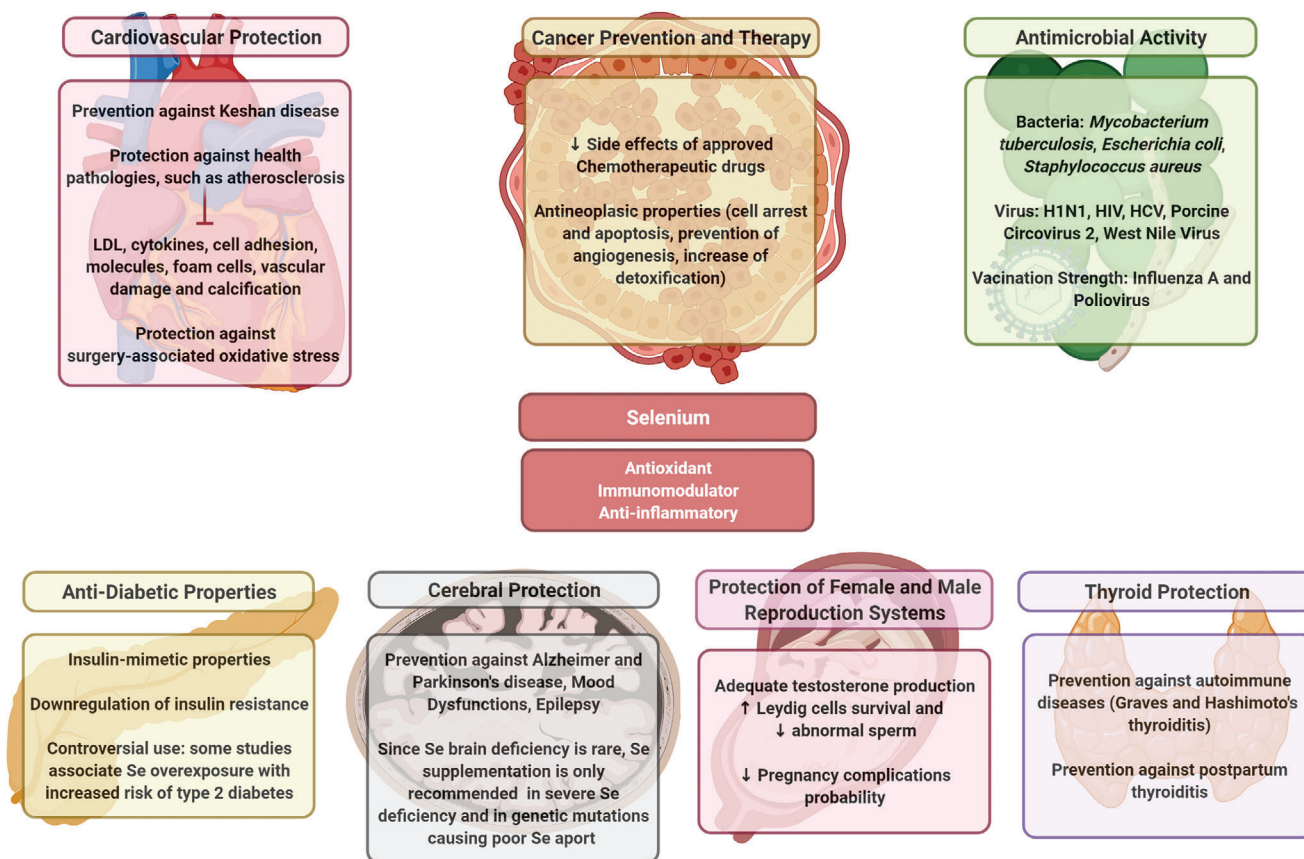 Cardiovascular Protection
Prevention against Keshan disease
Protection against health
pathologies, such as atherosclerosis
LDL, cytokines, cell adhesion,
molecules, foam cells, vascular
damage and calcification
Protection against
surgery-associated oxidative stress
Cancer Prevention and Therapy
↓ Side effects of approved
Chemotherapeutic drugs
Antineoplasic properties (cell arrest
and apoptosis, prevention of
angiogenesis, increase of
detoxification)
Antimicrobial Activity
Bacteria: Mycobacterium
tuberculosis, Escherichia coli,
Staphylococcus aureus
Virus: H1N1, HIV, HCV, Porcine
Circovirus 2, West Nile Virus
Vacination Strength: Influenza A and
Poliovirus
Selenium
Antioxidant
Immunomodulator
Anti-inflammatory
Anti-Diabetic Properties
Insulin-mimetic properties
Downregulation of insulin resistance
Controversial use: some studies
associate Se overexposure with
increased risk of type 2 diabetes
Cerebral Protection
Prevention against Alzheimer and
Parkinson's disease, Mood
Dysfunctions, Epilepsy
Since Se brain deficiency is rare, Se
supplementation is only
recommended in severe Se
deficiency and in genetic mutations
causing poor Se aport
Protection of Female and Male
Reproduction Systems
Adequate testosterone production
↑ Leydig cells survival and
↓ abnormal sperm
↓ Pregnancy complications
probability
Thyroid Protection
Prevention against autoimmune
diseases (Graves and Hashimoto's
thyroiditis)
Prevention against postpartum
thyroiditis